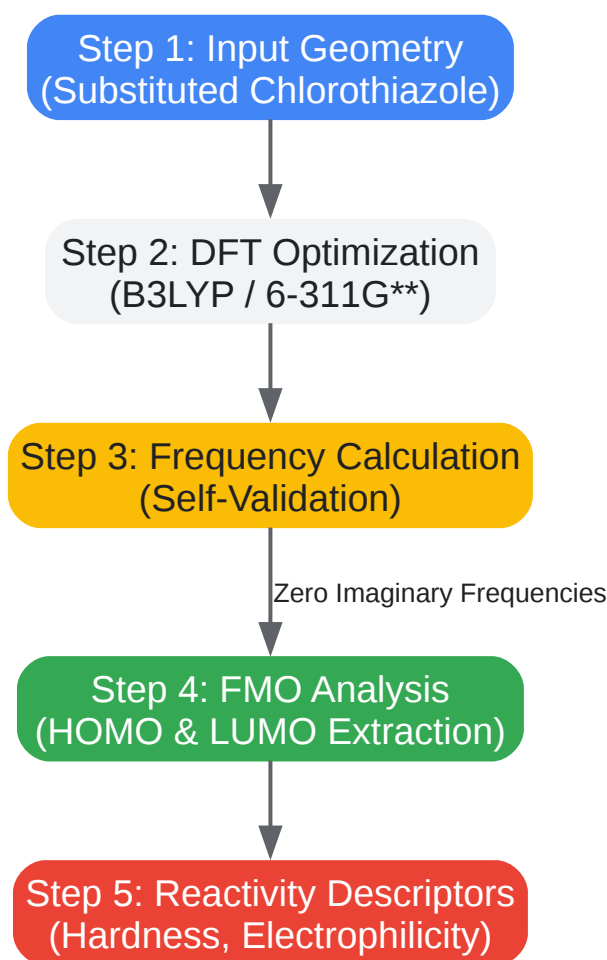 Step 1: Input Geometry
(Substituted Chlorothiazole)
Step 2: DFT Optimization
(B3LYP / 6-311G**)
Step 3: Frequency Calculation
(Self-Validation)
Zero Imaginary Frequencies
Step 4: FMO Analysis
(HOMO & LUMO Extraction)
Step 5: Reactivity Descriptors
(Hardness, Electrophilicity)